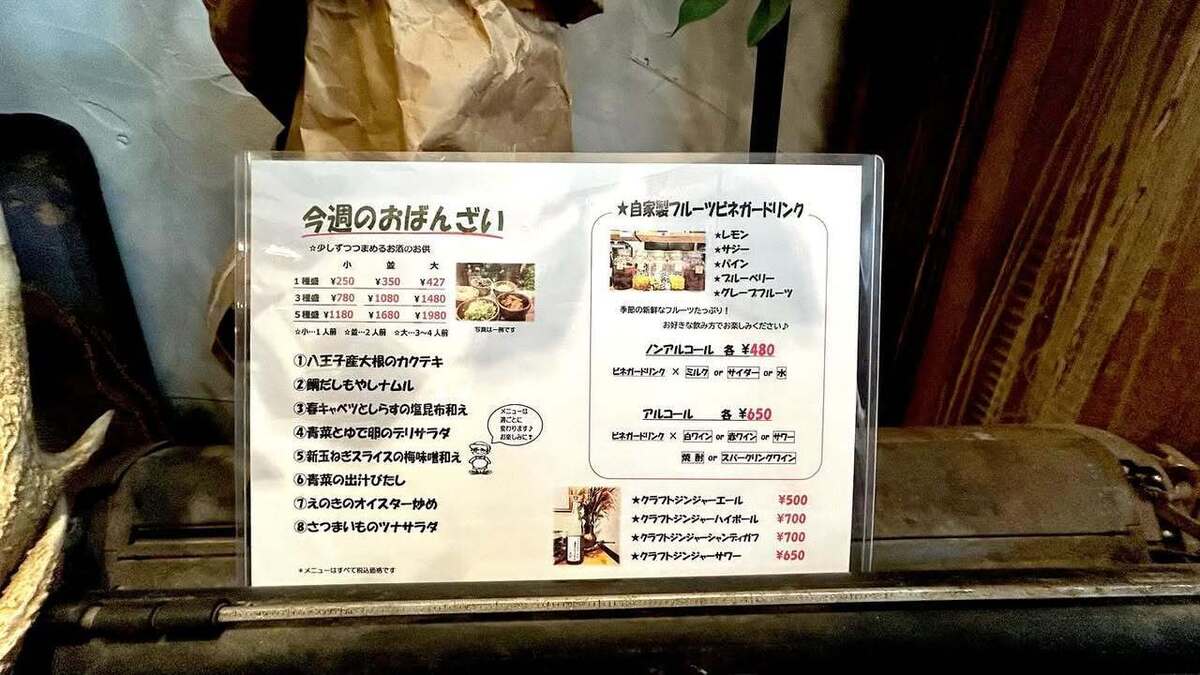 今週のおばんざい
☆少しずつつまめるお酒のお供
小 並 大
1種盛 ¥250 ¥350 ¥427
3種盛 ¥780 ¥1080 ¥1480
5種盛 ¥1180 ¥1680 ¥1980
☆小…1人前 ☆並…2人前 ☆大…3〜4人前
写真は一例です
①八王子産大根のカクテキ
②鯛だしもやしナムル
③春キャベツとしらすの塩昆布和え
④青菜とゆで卵のデリサラダ
⑤新玉ねぎスライスの梅味噌和え
⑥青菜の出汁びたし
⑦えのきのオイスター炒め
⑧さつまいものツナサラダ
メニューは
週ごとに
変わります♪
お楽しみに
*メニューはすべて税込価格です
★自家製フルーツビネガードリンク
★レモン
★サジー
★パイン
★ブルーベリー
★グレープフルーツ
季節の新鮮なフルーツたっぷり!
お好きな飲み方でお楽しみください♪
ノンアルコール 各 ¥480
ビネガードリンク × ミルク or サイダー or 水
アルコール 各 ¥650
ビネガードリンク × 白ワイン or 赤ワイン or サワー
焼酎 or スパークリングワイン
★クラフトジンジャーエール ¥500
★クラフトジンジャーハイボール ¥700
★クラフトジンジャーシャンディガフ ¥700
★クラフトジンジャーサワー ¥650